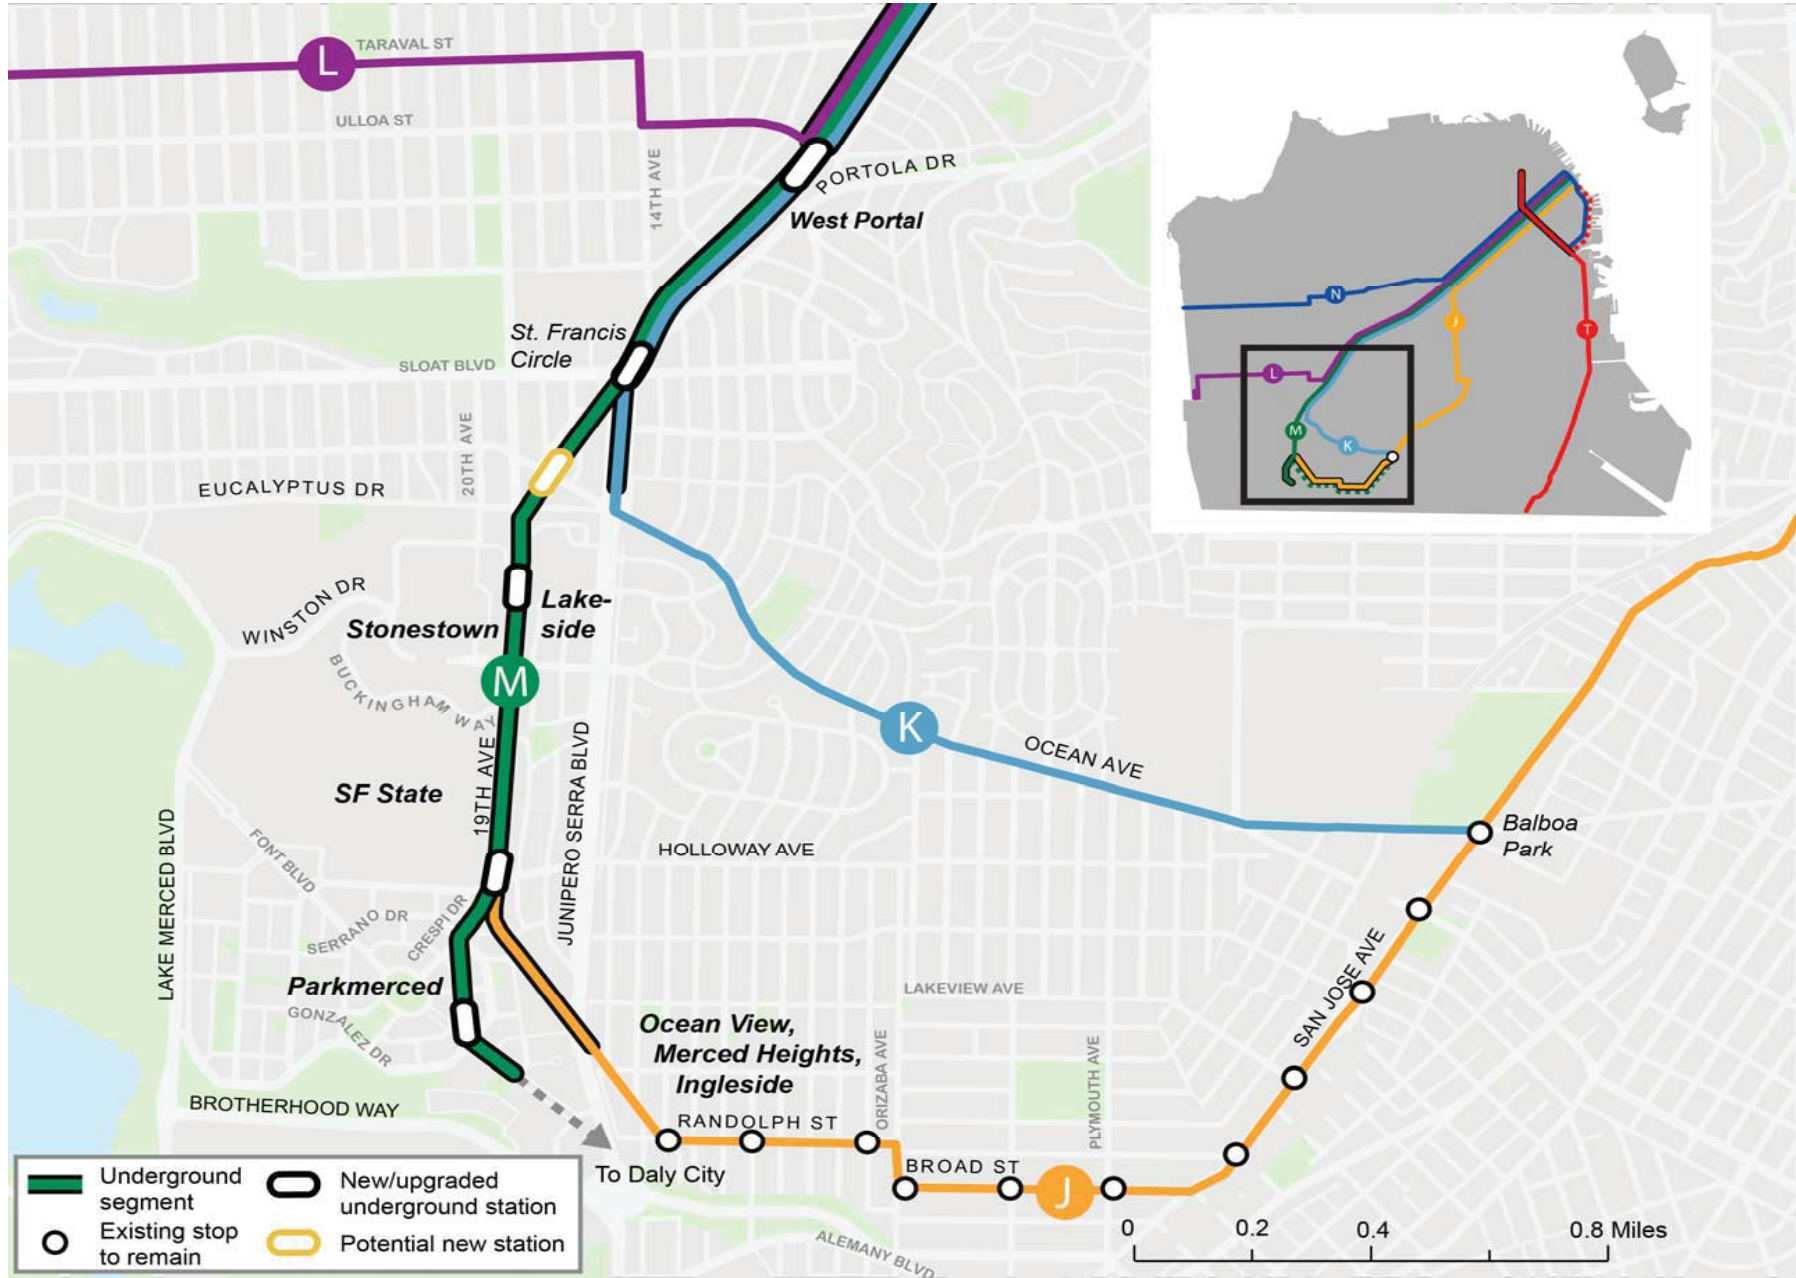 L
TARAVAL ST
ULLOA ST
14TH AVE
PORTOLA DR
West Portal
St. Francis
Circle
SLOAT BLVD
20TH AVE
EUCALYPTUS DR
WINSTON DR
Lake-
side
Stonestown
M
BUCKINGHAM WAY
19TH AVE
SF State
JUNIPERO SERRA BLVD
K
OCEAN AVE
HOLLOWAY AVE
Balboa
Park
LAKE MERCED BLVD
FONT BLVD
SERRANO DR
CRESPI DR
Parkmerced
GONZALEZ DR
BROTHERHOOD WAY
LAKEVIEW AVE
Ocean View,
Merced Heights,
Ingleside
ORIZABA AVE
PLYMOUTH AVE
SAN JOSE AVE
RANDOLPH ST
BROAD ST
J
To Daly City
ALEMANY BLVD
N
J
T
L
M
K
Underground
segment
Existing stop
to remain
New/upgraded
underground station
Potential new station
0 0.2 0.4 0.8 Miles